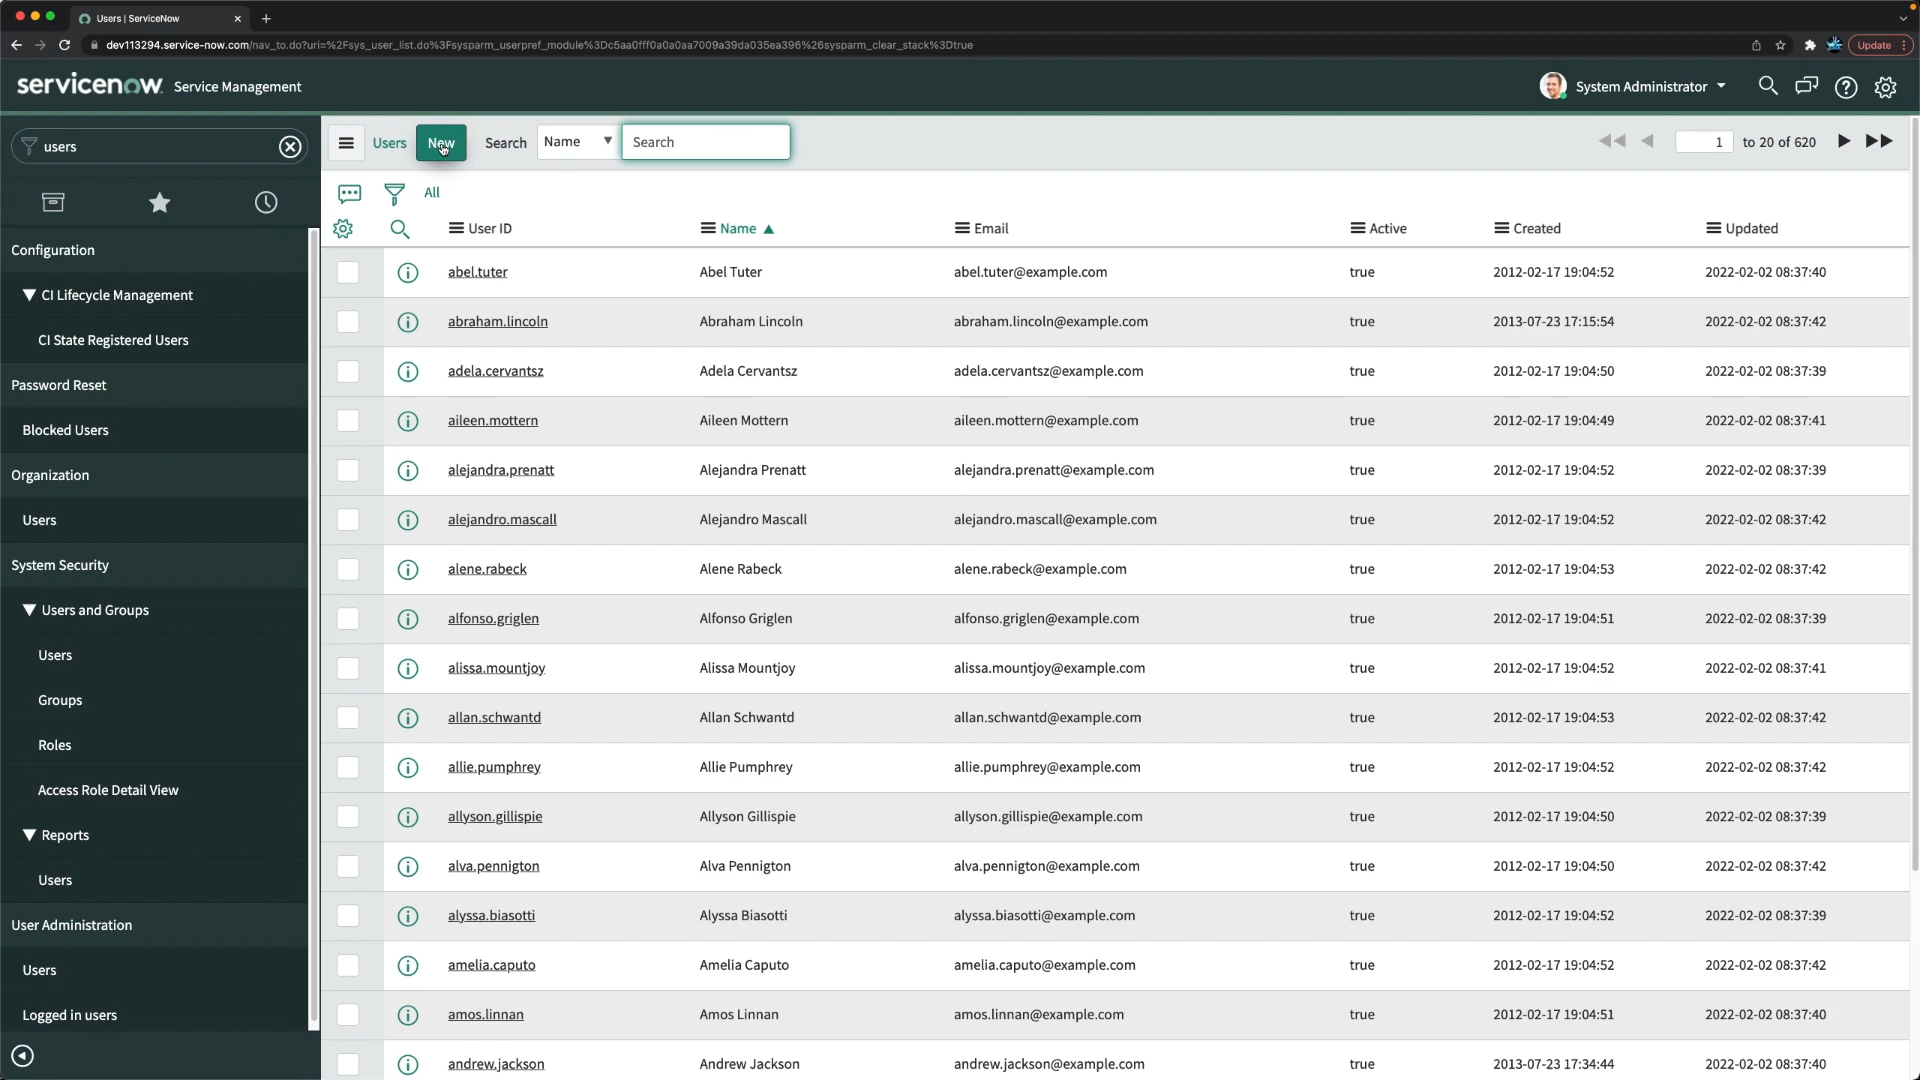 Users | ServiceNow
dev113294.service-now.com/nav_to.do?uri=%2Fsys_user_list.do%3Fsysparm_userpref_module%3Dc5aa0fff0a0a0aa7009a39da035ea396%26sysparm_clear_stack%3Dtrue
Update
servicenow Service Management
System Administrator
users
Configuration
CI Lifecycle Management
CI State Registered Users
Password Reset
Blocked Users
Organization
Users
System Security
Users and Groups
Users
Groups
Roles
Access Role Detail View
Reports
Users
User Administration
Users
Logged in users
Users New Search Name Search 1 to 20 of 620
All
User ID Name Email Active Created Updated
abel.tuter Abel Tuter abel.tuter@example.com true 2012-02-17 19:04:52 2022-02-02 08:37:40
abraham.lincoln Abraham Lincoln abraham.lincoln@example.com true 2013-07-23 17:15:54 2022-02-02 08:37:42
adela.cervantsz Adela Cervantsz adela.cervantsz@example.com true 2012-02-17 19:04:50 2022-02-02 08:37:39
aileen.mottern Aileen Mottern aileen.mottern@example.com true 2012-02-17 19:04:49 2022-02-02 08:37:41
alejandra.prenatt Alejandra Prenatt alejandra.prenatt@example.com true 2012-02-17 19:04:52 2022-02-02 08:37:39
alejandro.mascall Alejandro Mascall alejandro.mascall@example.com true 2012-02-17 19:04:52 2022-02-02 08:37:42
alene.rabeck Alene Rabeck alene.rabeck@example.com true 2012-02-17 19:04:53 2022-02-02 08:37:42
alfonso.griglen Alfonso Griglen alfonso.griglen@example.com true 2012-02-17 19:04:51 2022-02-02 08:37:39
alissa.mountjoy Alissa Mountjoy alissa.mountjoy@example.com true 2012-02-17 19:04:52 2022-02-02 08:37:41
allan.schwantd Allan Schwantd allan.schwantd@example.com true 2012-02-17 19:04:53 2022-02-02 08:37:42
allie.pumphrey Allie Pumphrey allie.pumphrey@example.com true 2012-02-17 19:04:52 2022-02-02 08:37:42
allyson.gillispie Allyson Gillispie allyson.gillispie@example.com true 2012-02-17 19:04:50 2022-02-02 08:37:39
alva.pennigton Alva Pennigton alva.pennigton@example.com true 2012-02-17 19:04:50 2022-02-02 08:37:42
alyssa.biasotti Alyssa Biasotti alyssa.biasotti@example.com true 2012-02-17 19:04:52 2022-02-02 08:37:39
amelia.caputo Amelia Caputo amelia.caputo@example.com true 2012-02-17 19:04:52 2022-02-02 08:37:42
amos.linnan Amos Linnan amos.linnan@example.com true 2012-02-17 19:04:51 2022-02-02 08:37:40
andrew.jackson Andrew Jackson andrew.jackson@example.com true 2013-07-23 17:34:44 2022-02-02 08:37:40